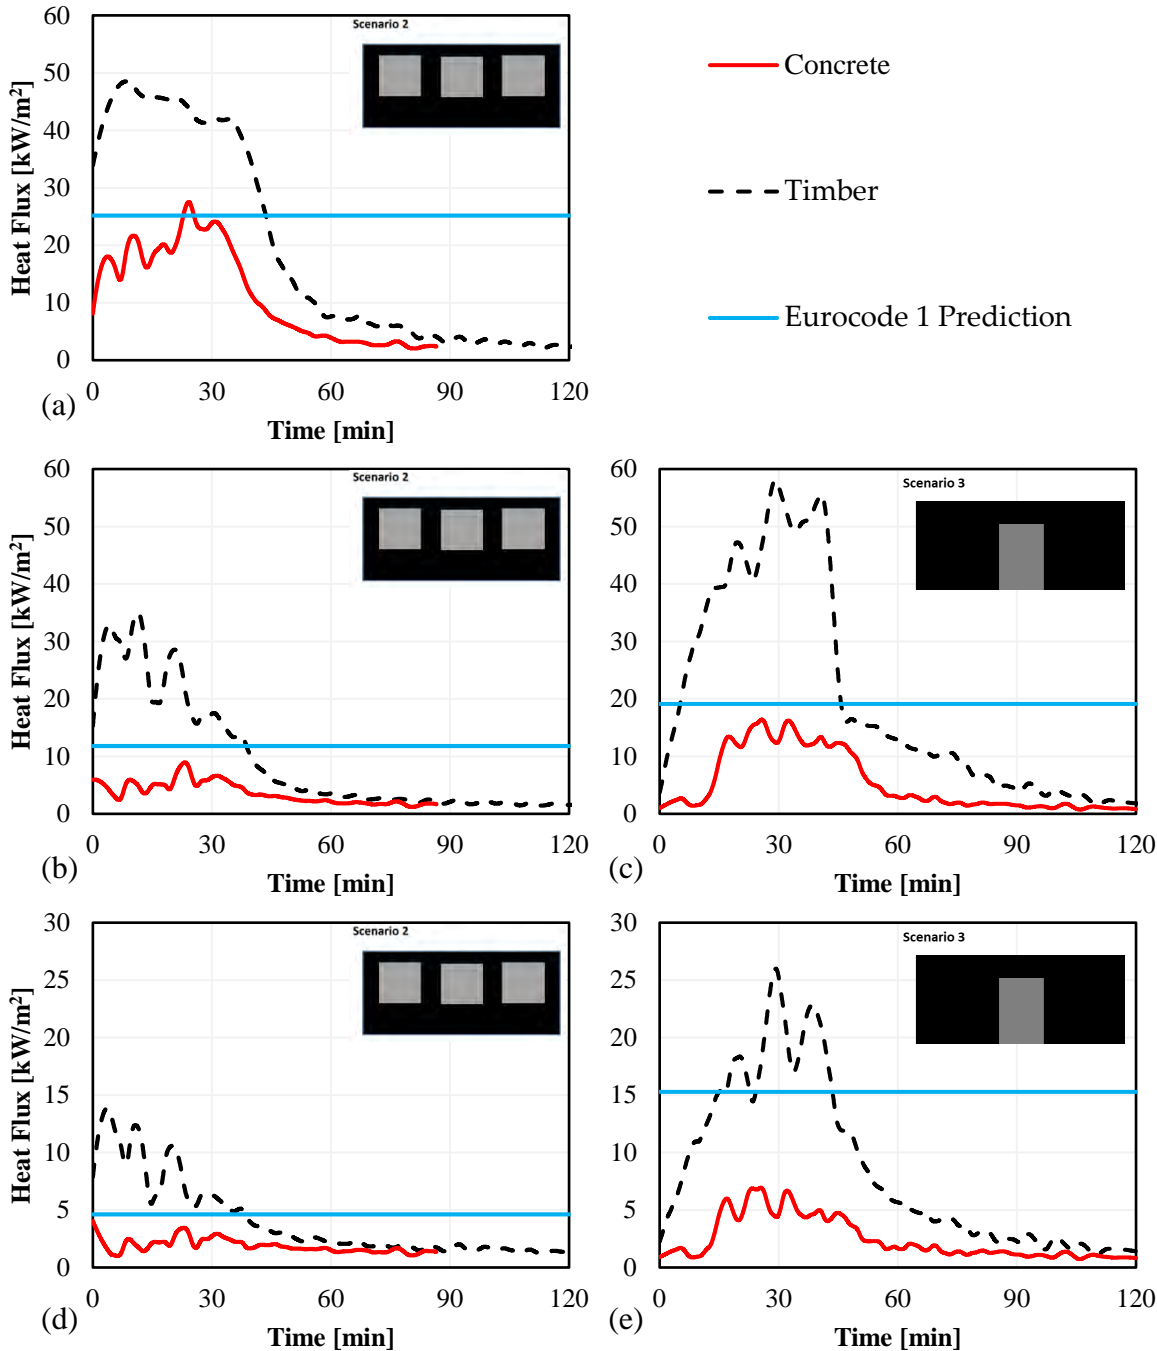 Scenario 2
60
50
40
30
20
10
0
Heat Flux [kW/m²]
0 30 60 90 120
(a)
Time [min]
Concrete
Timber
Eurocode 1 Prediction
Scenario 2
60
50
40
30
20
10
0
Heat Flux [kW/m²]
0 30 60 90 120
(b)
Time [min]
Scenario 3
60
50
40
30
20
10
0
0 30 60 90 120
(c)
Time [min]
Scenario 2
30
25
20
15
10
5
0
Heat Flux [kW/m²]
0 30 60 90 120
(d)
Time [min]
Scenario 3
30
25
20
15
10
5
0
0 30 60 90 120
(e)
Time [min]